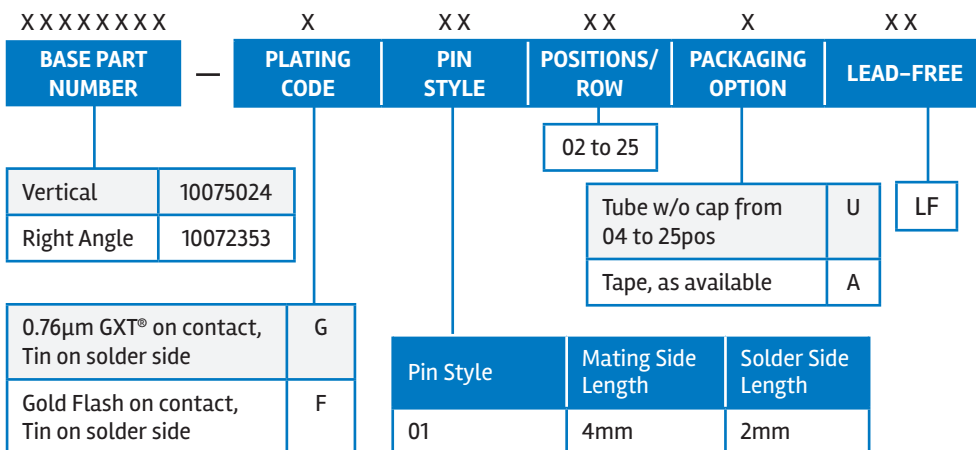 XXXXXXXX X XX XX X XX
BASE PART NUMBER — PLATING CODE PIN STYLE POSITIONS/ROW PACKAGING OPTION LEAD-FREE
02 to 25
Vertical 10075024
Right Angle 10072353
Tube w/o cap from 04 to 25pos U
Tape, as available A
LF
0.76µm GXT® on contact, Tin on solder side G
Gold Flash on contact, Tin on solder side F
Pin Style Mating Side Length Solder Side Length
01 4mm 2mm